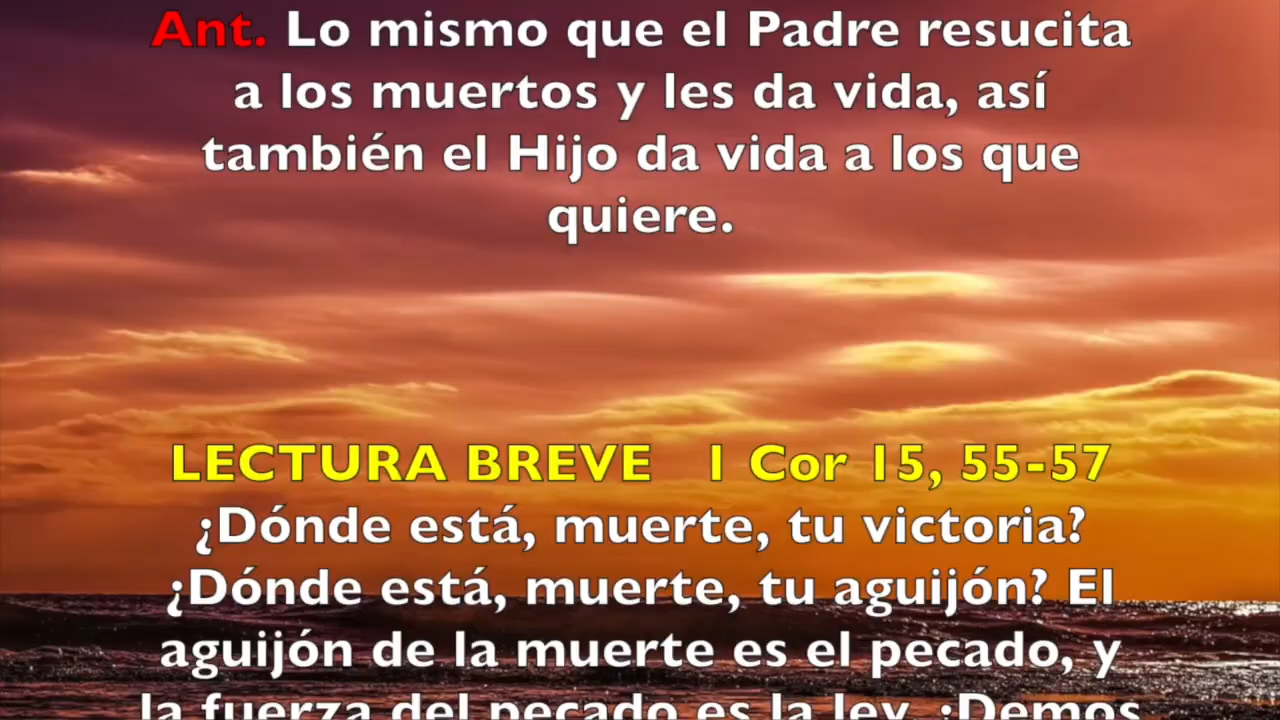 Ant. Lo mismo que el Padre resucita
a los muertos y les da vida, así
también el Hijo da vida a los que
quiere.
LECTURA BREVE 1 Cor 15, 55-57
¿Dónde está, muerte, tu victoria?
¿Dónde está, muerte, tu aguijón? El
aguijón de la muerte es el pecado, y
la fuerza del pecado es la ley. ¡Demos